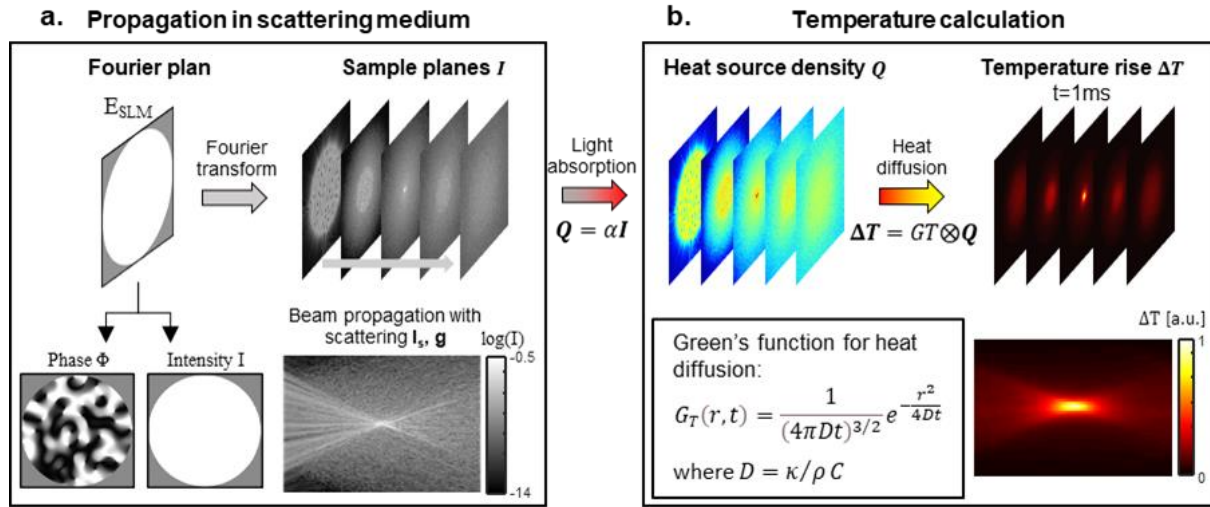 a. Propagation in scattering medium
Fourier plan
E_SLM
Fourier
transform
Sample planes I
Beam propagation with
scattering l_s, g
log(I)
-0.5
-14
Phase Φ
Intensity I
Light
absorption
Q = αI
b. Temperature calculation
Heat source density Q
Heat
diffusion
ΔT = GT⊗Q
Temperature rise ΔT
t=1ms
Green's function for heat
diffusion:
G_T(r, t) = 1/(4πDt)^{3/2} e^{-r²/4Dt}
where D = κ/ρ C
ΔT [a.u.]
1
0